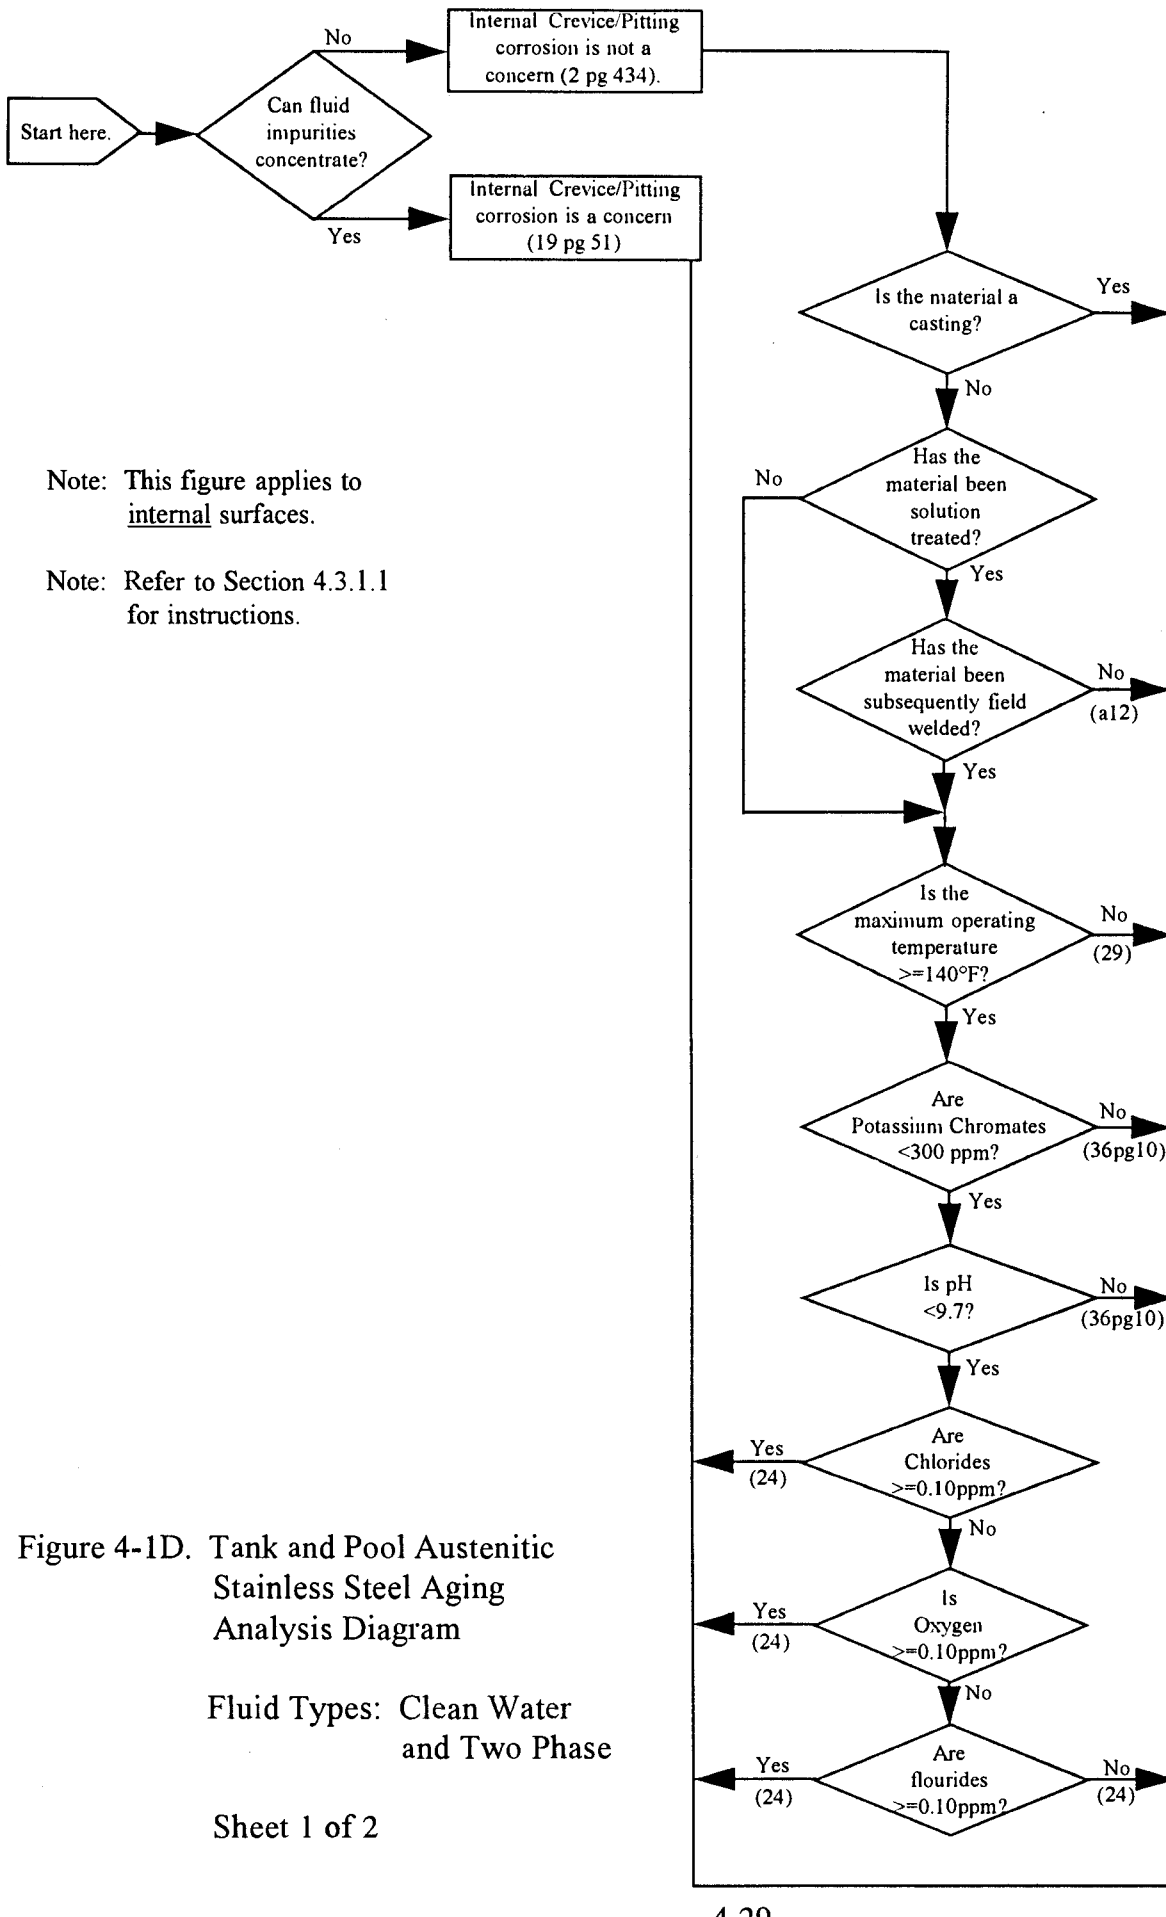 No
Internal Crevice/Pitting
corrosion is not a
concern (2 pg 434).
Start here.
Can fluid
impurities
concentrate?
Yes
Internal Crevice/Pitting
corrosion is a concern
(19 pg 51)
Is the material a
casting?
Yes
No
Note: This figure applies to
internal surfaces.
Note: Refer to Section 4.3.1.1
for instructions.
No
Has the
material been
solution
treated?
Yes
Has the
material been
subsequently field
welded?
No
(a12)
Yes
Is the
maximum operating
temperature
>=140°F?
No
(29)
Yes
Are
Potassium Chromates
<300 ppm?
No
(36pg10)
Yes
Is pH
<9.7?
No
(36pg10)
Yes
Are
Chlorides
>=0.10ppm?
Yes
(24)
No
Is
Oxygen
>=0.10ppm?
Yes
(24)
No
Are
flourides
>=0.10ppm?
Yes
(24)
No
(24)
Figure 4-1D. Tank and Pool Austenitic
Stainless Steel Aging
Analysis Diagram
Fluid Types: Clean Water
and Two Phase
Sheet 1 of 2
4-29